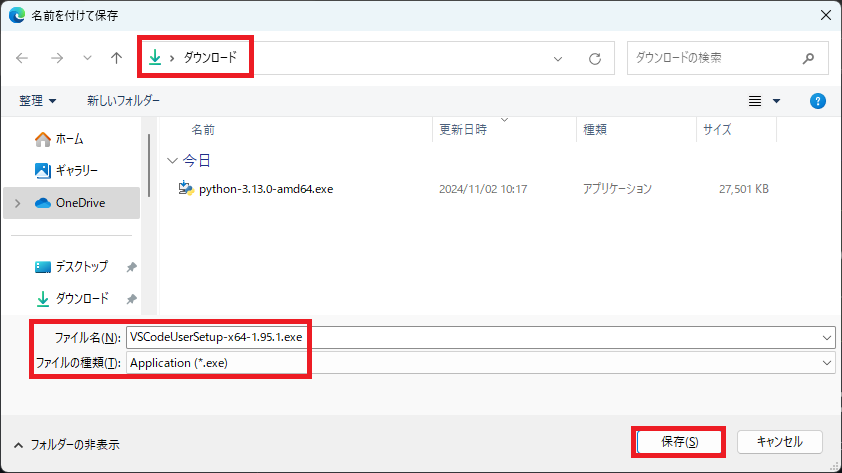 名前を付けて保存
ダウンロード
ダウンロードの検索
整理
新しいフォルダー
名前
更新日時
種類
サイズ
ホーム
ギャラリー
OneDrive
デスクトップ
ダウンロード
今日
python-3.13.0-amd64.exe
2024/11/02 10:17
アプリケーション
27,501 KB
ファイル名(N):
VSCodeUserSetup-x64-1.95.1.exe
ファイルの種類(T):
Application (*.exe)
フォルダーの非表示
保存(S)
キャンセル